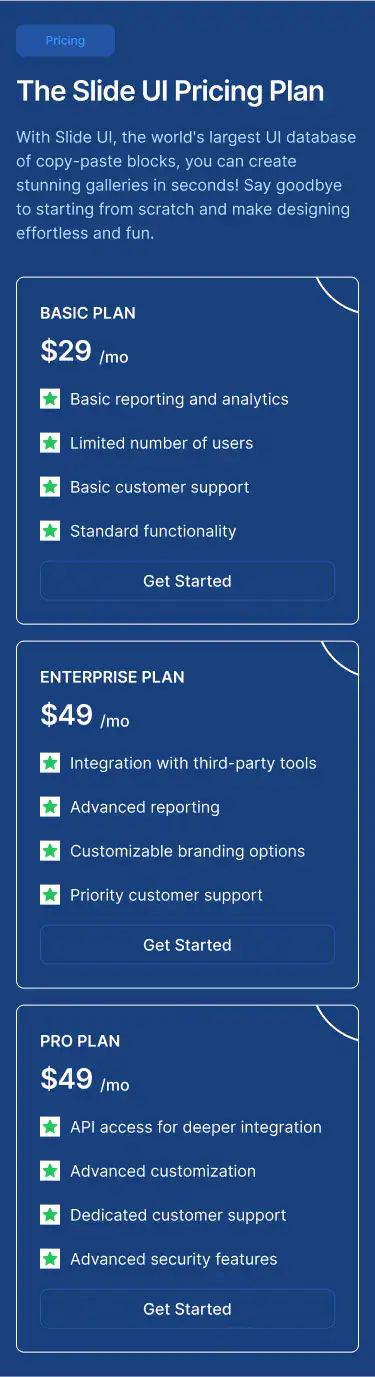 Pricing
The Slide UI Pricing Plan
With Slide UI, the world's largest UI database
of copy-paste blocks, you can create
stunning galleries in seconds! Say goodbye
to starting from scratch and make designing
effortless and fun.
BASIC PLAN
$29 /mo
Basic reporting and analytics
Limited number of users
Basic customer support
Standard functionality
Get Started
ENTERPRISE PLAN
$49 /mo
Integration with third-party tools
Advanced reporting
Customizable branding options
Priority customer support
Get Started
PRO PLAN
$49 /mo
API access for deeper integration
Advanced customization
Dedicated customer support
Advanced security features
Get Started